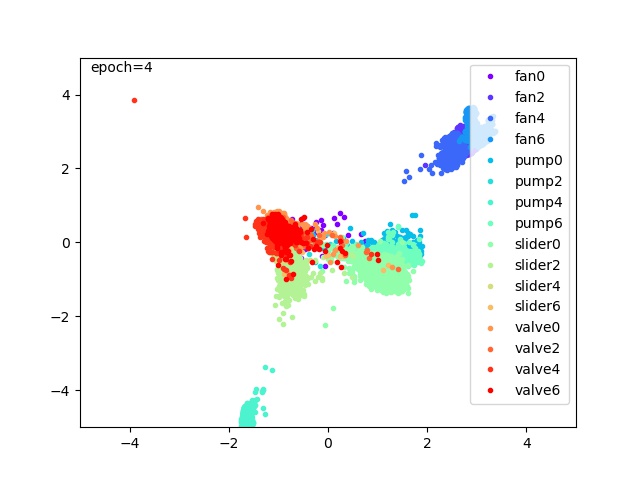 epoch=4
fan0
fan2
fan4
fan6
pump0
pump2
pump4
pump6
slider0
slider2
slider4
slider6
valve0
valve2
valve4
valve6
4
2
0
−2
−4
−4
−2
0
2
4